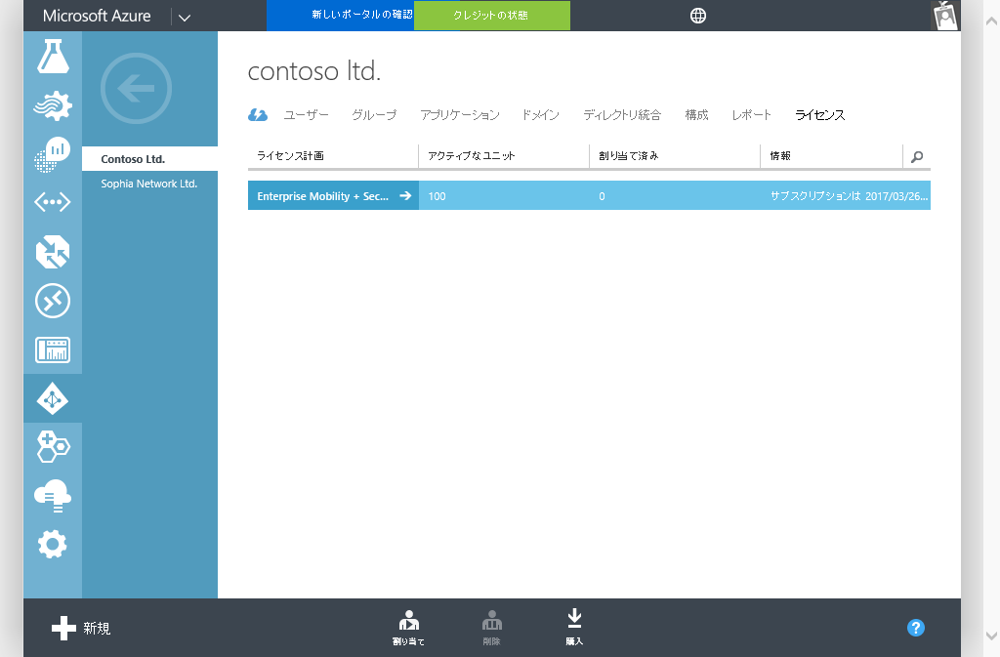 Microsoft Azure
新しいポータルの確認
クレジットの状態
Contoso Ltd.
Sophia Network Ltd.
contoso ltd.
ユーザー グループ アプリケーション ドメイン ディレクトリ統合 構成 レポート ライセンス
ライセンス計画 アクティブなユニット 割り当て済み 情報
Enterprise Mobility + Sec... 100 0 サブスクリプションは 2017/03/26...
新規
割り当て
削除
購入
?